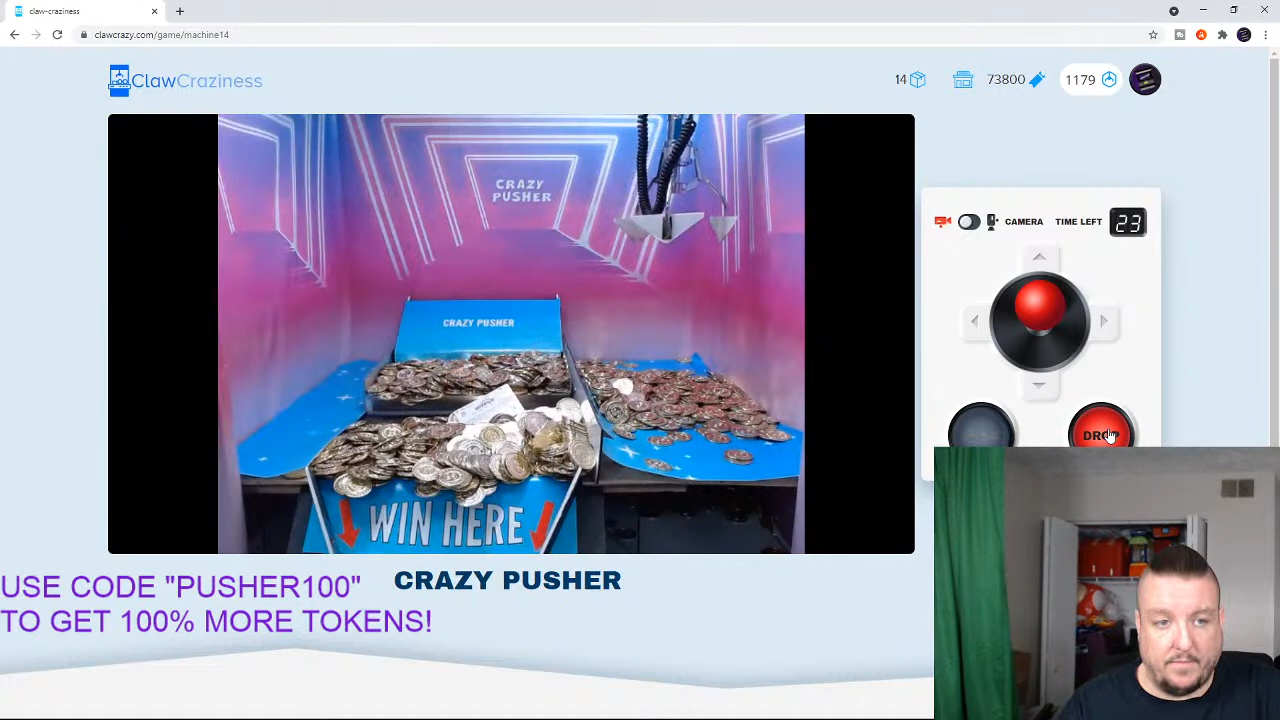 claw-craziness
clawcrazy.com/game/machine14
ClawCraziness
14
73800
1179
CRAZY
PUSHER
CAMERA
TIME LEFT
23
CRAZY PUSHER
DROP
WIN HERE
CRAZY PUSHER
USE CODE "PUSHER100"
TO GET 100% MORE TOKENS!